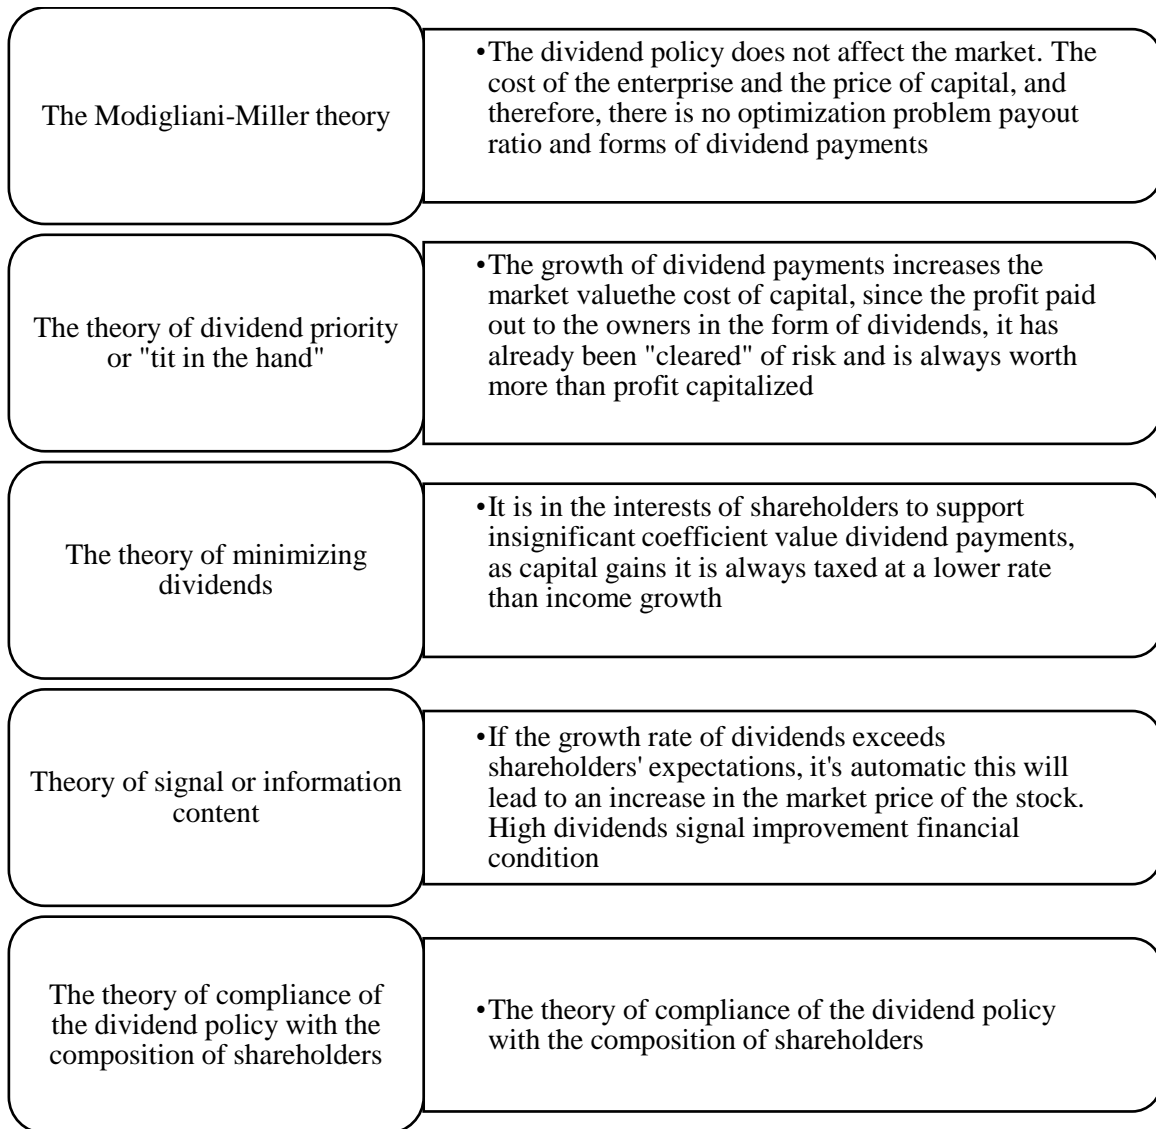 The Modigliani-Miller theory
•The dividend policy does not affect the market. The
cost of the enterprise and the price of capital, and
therefore, there is no optimization problem payout
ratio and forms of dividend payments
The theory of dividend priority
or "tit in the hand"
•The growth of dividend payments increases the
market valuethe cost of capital, since the profit paid
out to the owners in the form of dividends, it has
already been "cleared" of risk and is always worth
more than profit capitalized
The theory of minimizing
dividends
•It is in the interests of shareholders to support
insignificant coefficient value dividend payments,
as capital gains it is always taxed at a lower rate
than income growth
Theory of signal or information
content
•If the growth rate of dividends exceeds
shareholders' expectations, it's automatic this will
lead to an increase in the market price of the stock.
High dividends signal improvement financial
condition
The theory of compliance of
the dividend policy with the
composition of shareholders
•The theory of compliance of the dividend policy
with the composition of shareholders